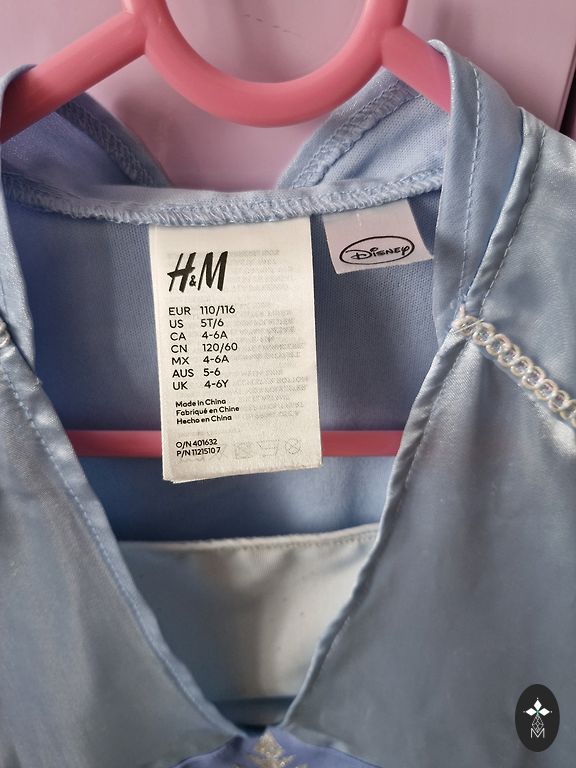 H&M
EUR 110/116
US 5T/6
CA 4-6A
CN 120/60
MX 4-6A
AUS 5-6
UK 4-6Y
Made in China
Fabriqué en Chine
Hecho en China
O/N 401632
P/N 11215107
Disney
M